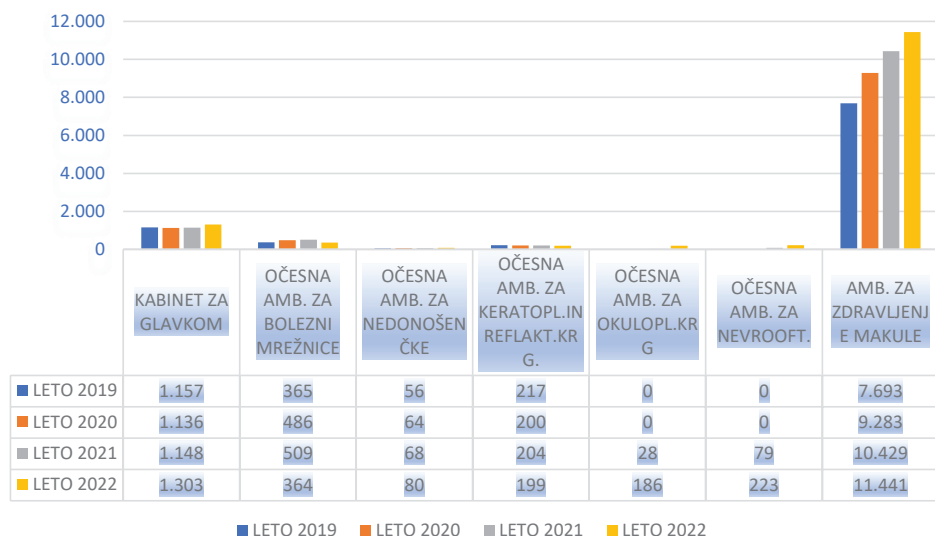 12.000
10.000
8.000
6.000
4.000
2.000
0
KABINET ZA
GLAVKOM
OČESNA
AMB. ZA
BOLEZNI
MREŽNICE
OČESNA
AMB. ZA
NEDONOŠEN
ČKE
OČESNA
AMB. ZA
KERATOPL.IN
REFLAKT.KR
G.
OČESNA
AMB. ZA
OKULOPL.KR
G
OČESNA
AMB. ZA
NEVROOFT.
AMB. ZA
ZDRAVLJENJ
E MAKULE
LETO 2019 1.157 365 56 217 0 0 7.693
LETO 2020 1.136 486 64 200 0 0 9.283
LETO 2021 1.148 509 68 204 28 79 10.429
LETO 2022 1.303 364 80 199 186 223 11.441
LETO 2019 LETO 2020 LETO 2021 LETO 2022